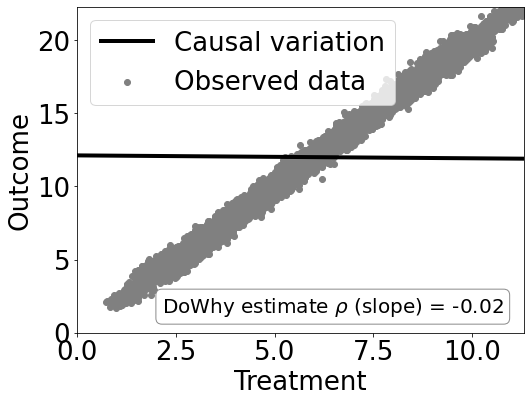 Causal variation
Observed data
Outcome
20
15
10
5
0
DoWhy estimate ρ (slope) = -0.02
0.0 2.5 5.0 7.5 10.0
Treatment